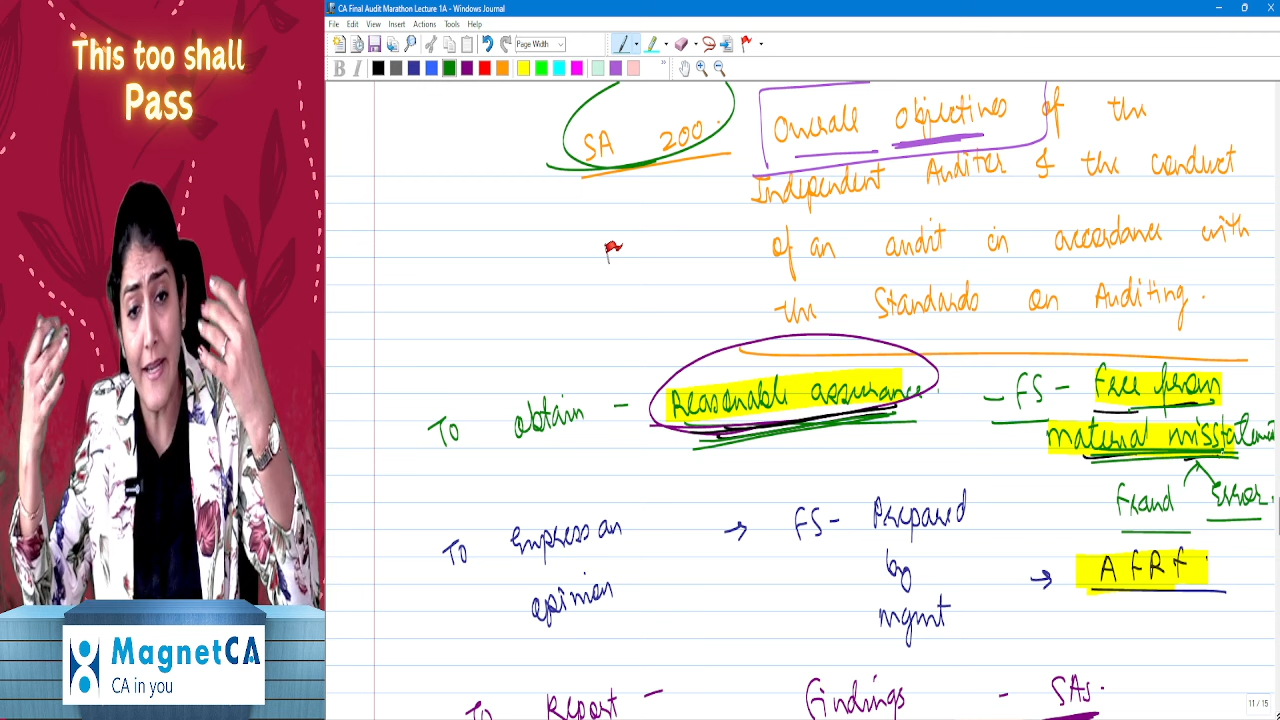 This too shall
Pass
MagnetCA
CA in you
CA Final Audit Marathon Lecture 1A - Windows Journal
File Edit View Insert Actions Tools Help
Page Width
B I
SA 200. Overall objectives of the
Independent Auditor & the conduct
of an audit in accordance with
the Standards on Auditing.
To obtain - Reasonable assurance. - FS - free from
material misstatement
Fraud Error.
To Express an opinion → FS - Prepared by mgmt → AFRF.
To Report - findings - SAs.
11 / 15